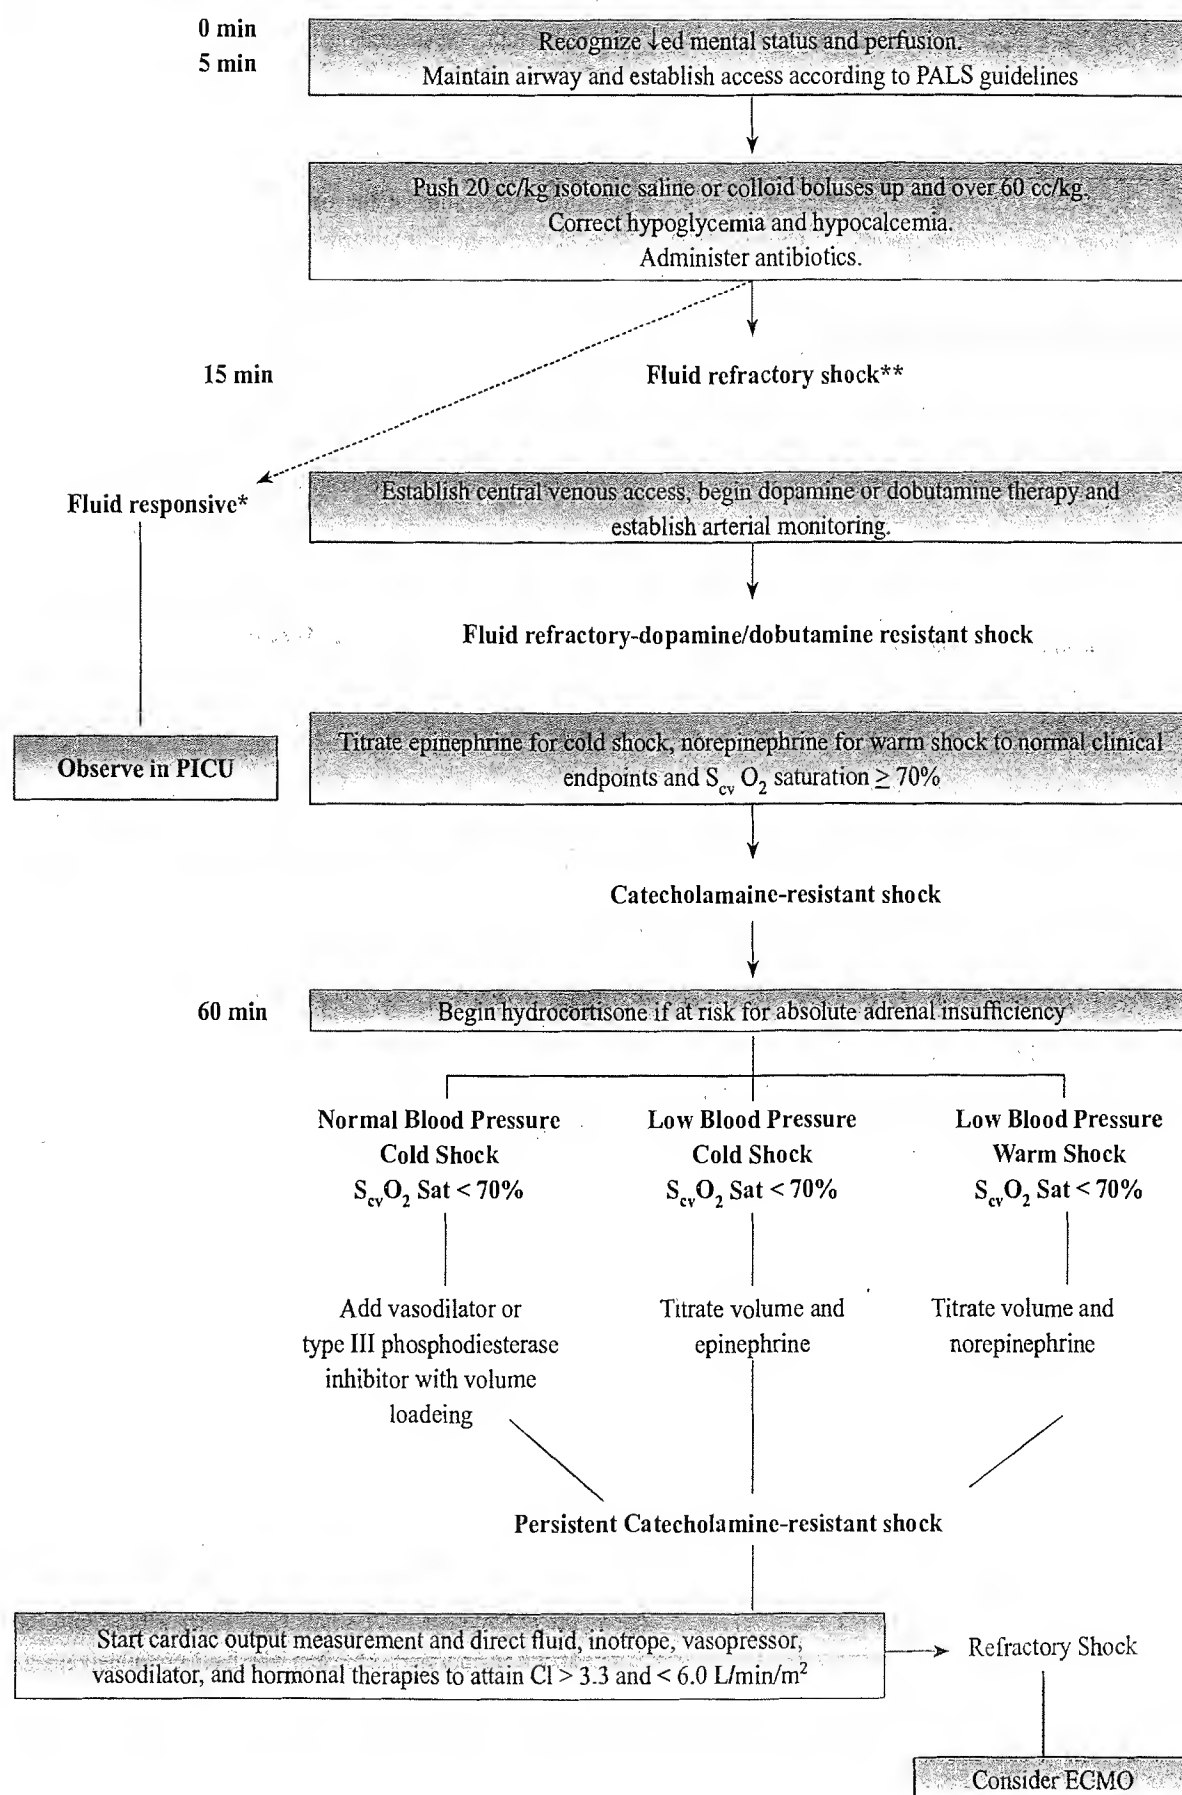 0 min
5 min
Recognize ↓ed mental status and perfusion.
Maintain airway and establish access according to PALS guidelines
Push 20 cc/kg isotonic saline or colloid boluses up and over 60 cc/kg.
Correct hypoglycemia and hypocalcemia.
Administer antibiotics.
15 min
Fluid refractory shock**
Fluid responsive*
Establish central venous access, begin dopamine or dobutamine therapy and
establish arterial monitoring.
Fluid refractory-dopamine/dobutamine resistant shock
Observe in PICU
Titrate epinephrine for cold shock, norepinephrine for warm shock to normal clinical
endpoints and Scv O2 saturation ≥ 70%
Catecholamaine-resistant shock
60 min
Begin hydrocortisone if at risk for absolute adrenal insufficiency
Normal Blood Pressure
Cold Shock
ScvO2 Sat < 70%
Low Blood Pressure
Cold Shock
ScvO2 Sat < 70%
Low Blood Pressure
Warm Shock
ScvO2 Sat < 70%
Add vasodilator or
type III phosphodiesterase
inhibitor with volume
loadeing
Titrate volume and
epinephrine
Titrate volume and
norepinephrine
Persistent Catecholamine-resistant shock
Start cardiac output measurement and direct fluid, inotrope, vasopressor,
vasodilator, and hormonal therapies to attain Cl > 3.3 and < 6.0 L/min/m2
Refractory Shock
Consider ECMO